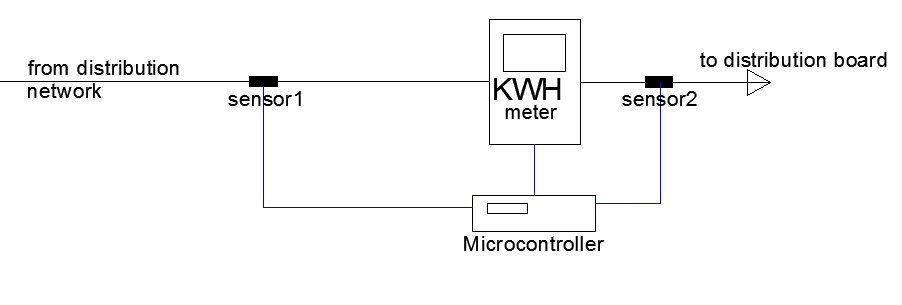 from distribution
network
sensor1
KWH
meter
to distribution board
sensor2
Microcontroller